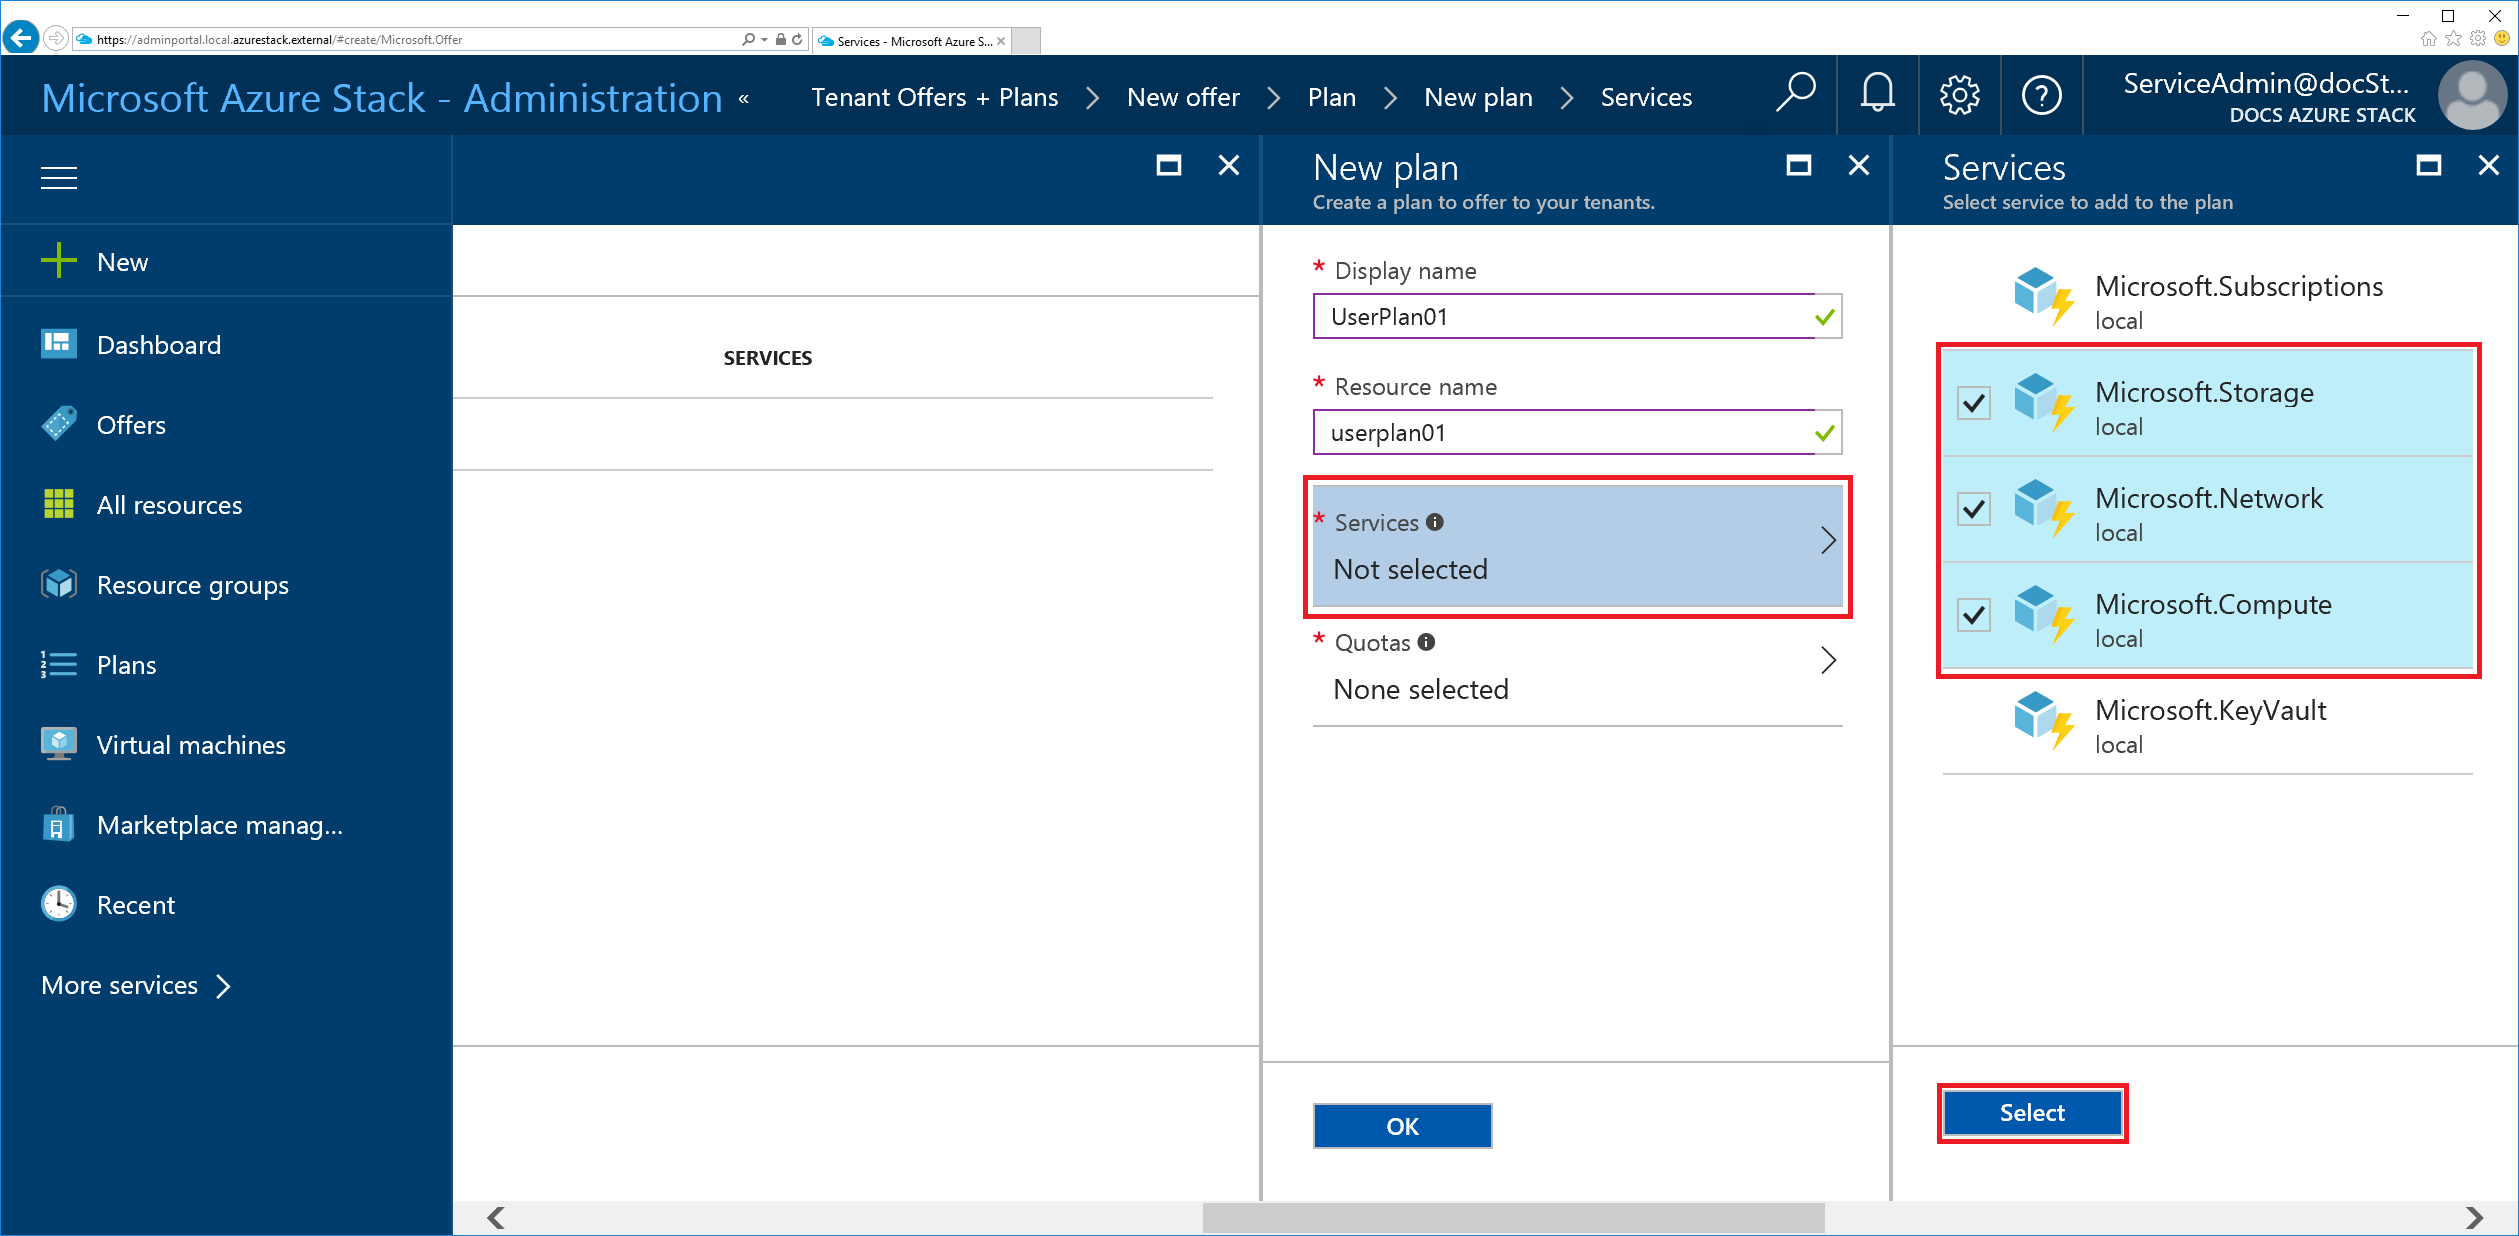 https://adminportal.local.azurestack.external/#create/Microsoft.Offer
Services - Microsoft Azure S...
Microsoft Azure Stack - Administration «
Tenant Offers + Plans
New offer
Plan
New plan
Services
ServiceAdmin@docSt...
DOCS AZURE STACK
New
Dashboard
Offers
All resources
Resource groups
Plans
Virtual machines
Marketplace manag...
Recent
More services
SERVICES
New plan
Create a plan to offer to your tenants.
* Display name
UserPlan01
* Resource name
userplan01
* Services
Not selected
* Quotas
None selected
OK
Services
Select service to add to the plan
Microsoft.Subscriptions
local
Microsoft.Storage
local
Microsoft.Network
local
Microsoft.Compute
local
Microsoft.KeyVault
local
Select